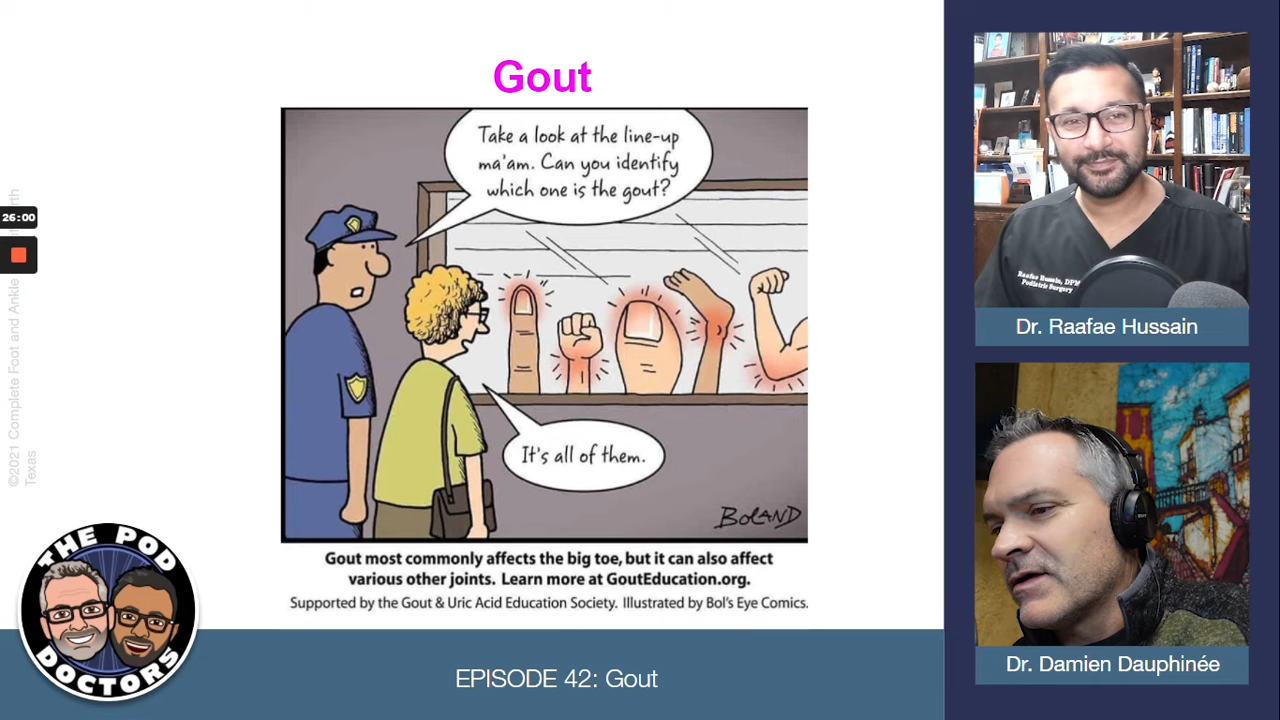 Gout
Take a look at the line-up
ma'am. Can you identify
which one is the gout?
It's all of them.
BOLAND
Gout most commonly affects the big toe, but it can also affect
various other joints. Learn more at GoutEducation.org.
Supported by the Gout & Uric Acid Education Society. Illustrated by Bol's Eye Comics.
26:00
©2021 Complete Foot and Ankle
Texas
THE POD
DOCTORS
EPISODE 42: Gout
DPM
Podiatric Surgery
Dr. Raafae Hussain
Dr. Damien Dauphinée